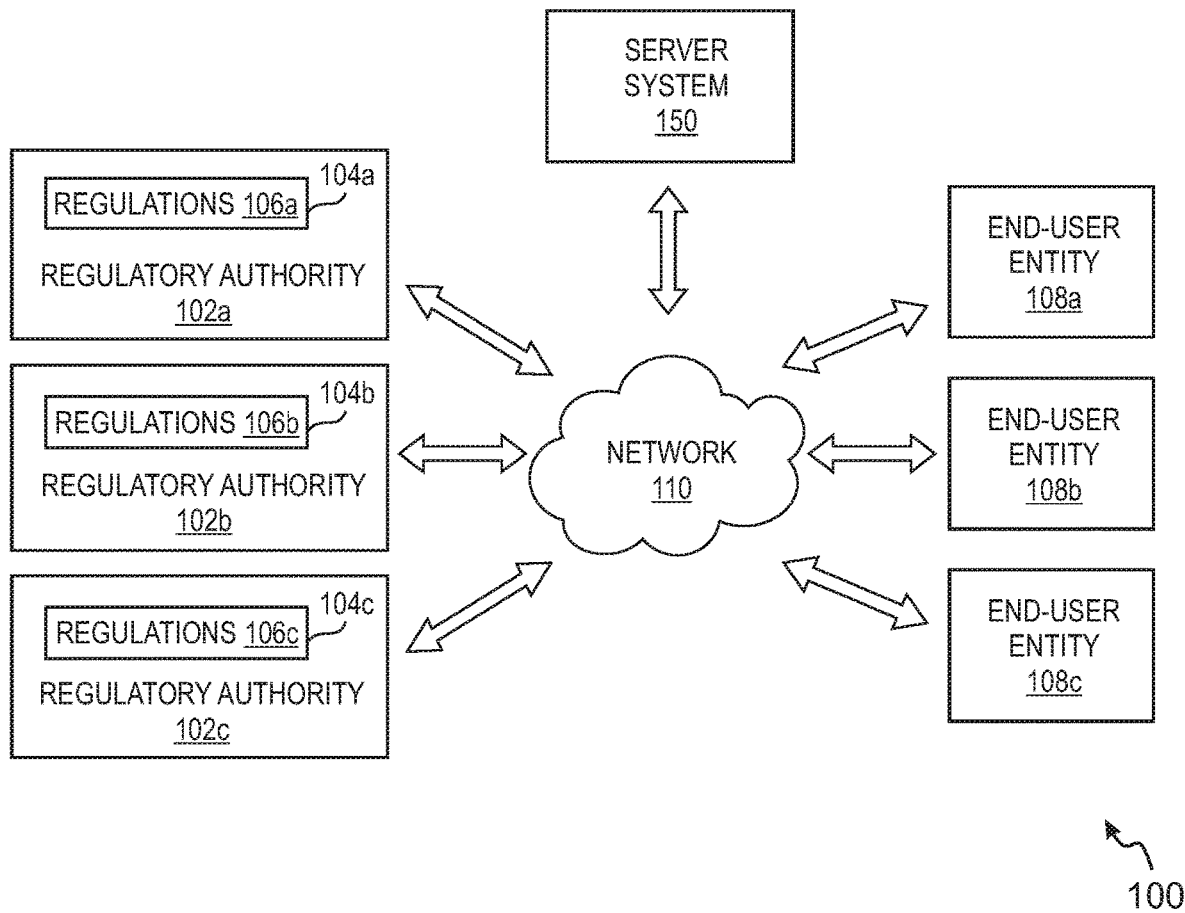 SERVER
SYSTEM
150
REGULATIONS 106a
104a
REGULATORY AUTHORITY
102a
REGULATIONS 106b
104b
REGULATORY AUTHORITY
102b
REGULATIONS 106c
104c
REGULATORY AUTHORITY
102c
NETWORK
110
END-USER
ENTITY
108a
END-USER
ENTITY
108b
END-USER
ENTITY
108c
100